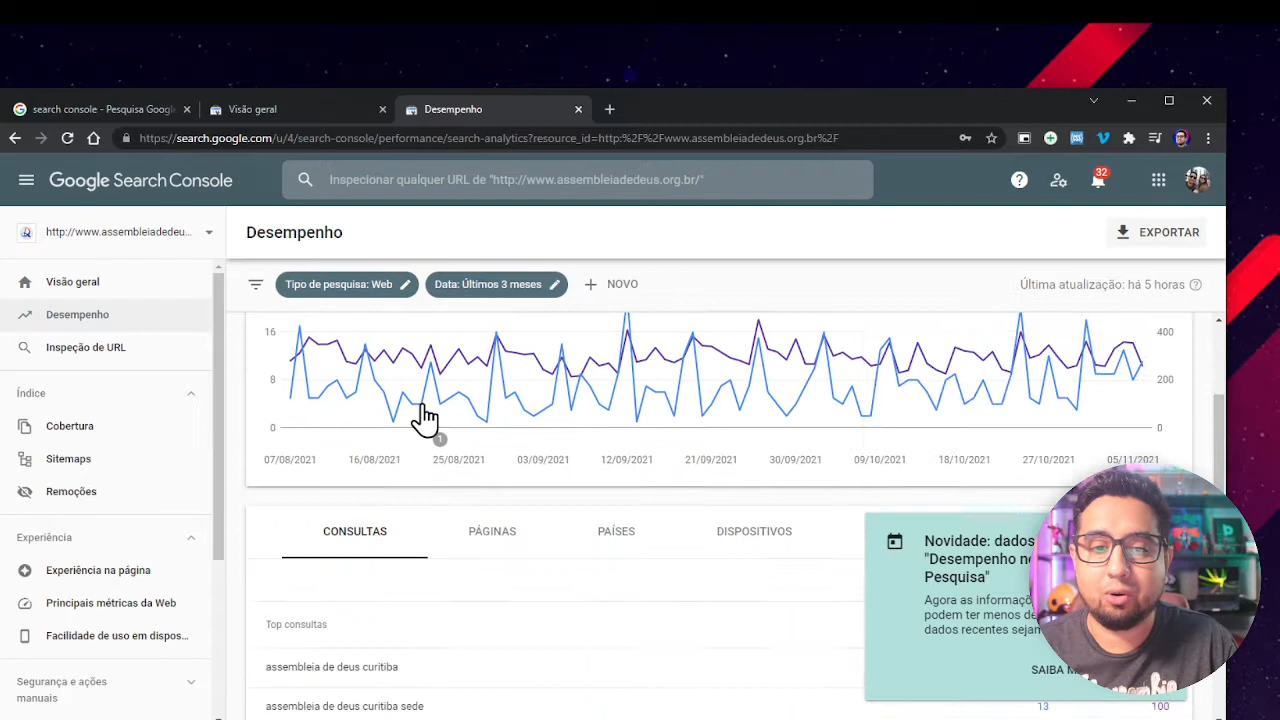 search console - Pesquisa Googl
Visão geral
Desempenho
https://search.google.com/u/4/search-console/performance/search-analytics?resource_id=http:%2F%2Fwww.assembleiadedeus.org.br%2F
Google Search Console
Inspecionar qualquer URL de "http://www.assembleiadedeus.org.br/"
32
http://www.assembleiadedeu...
Desempenho
EXPORTAR
Visão geral
Desempenho
Inspeção de URL
Índice
Cobertura
Sitemaps
Remoções
Experiência
Experiência na página
Principais métricas da Web
Facilidade de uso em dispos...
Segurança e ações
manuais
Tipo de pesquisa: Web
Data: Últimos 3 meses
NOVO
Última atualização: há 5 horas
16
400
8
200
0
0
1
07/08/2021 16/08/2021 25/08/2021 03/09/2021 12/09/2021 21/09/2021 30/09/2021 09/10/2021 18/10/2021 27/10/2021 05/11/2021
CONSULTAS PÁGINAS PAÍSES DISPOSITIVOS
Top consultas
assembleia de deus curitiba
assembleia de deus curitiba sede
13 100
Novidade: dados
"Desempenho n
Pesquisa"
Agora as informaç
podem ter menos d
dados recentes seja
SAIBA M